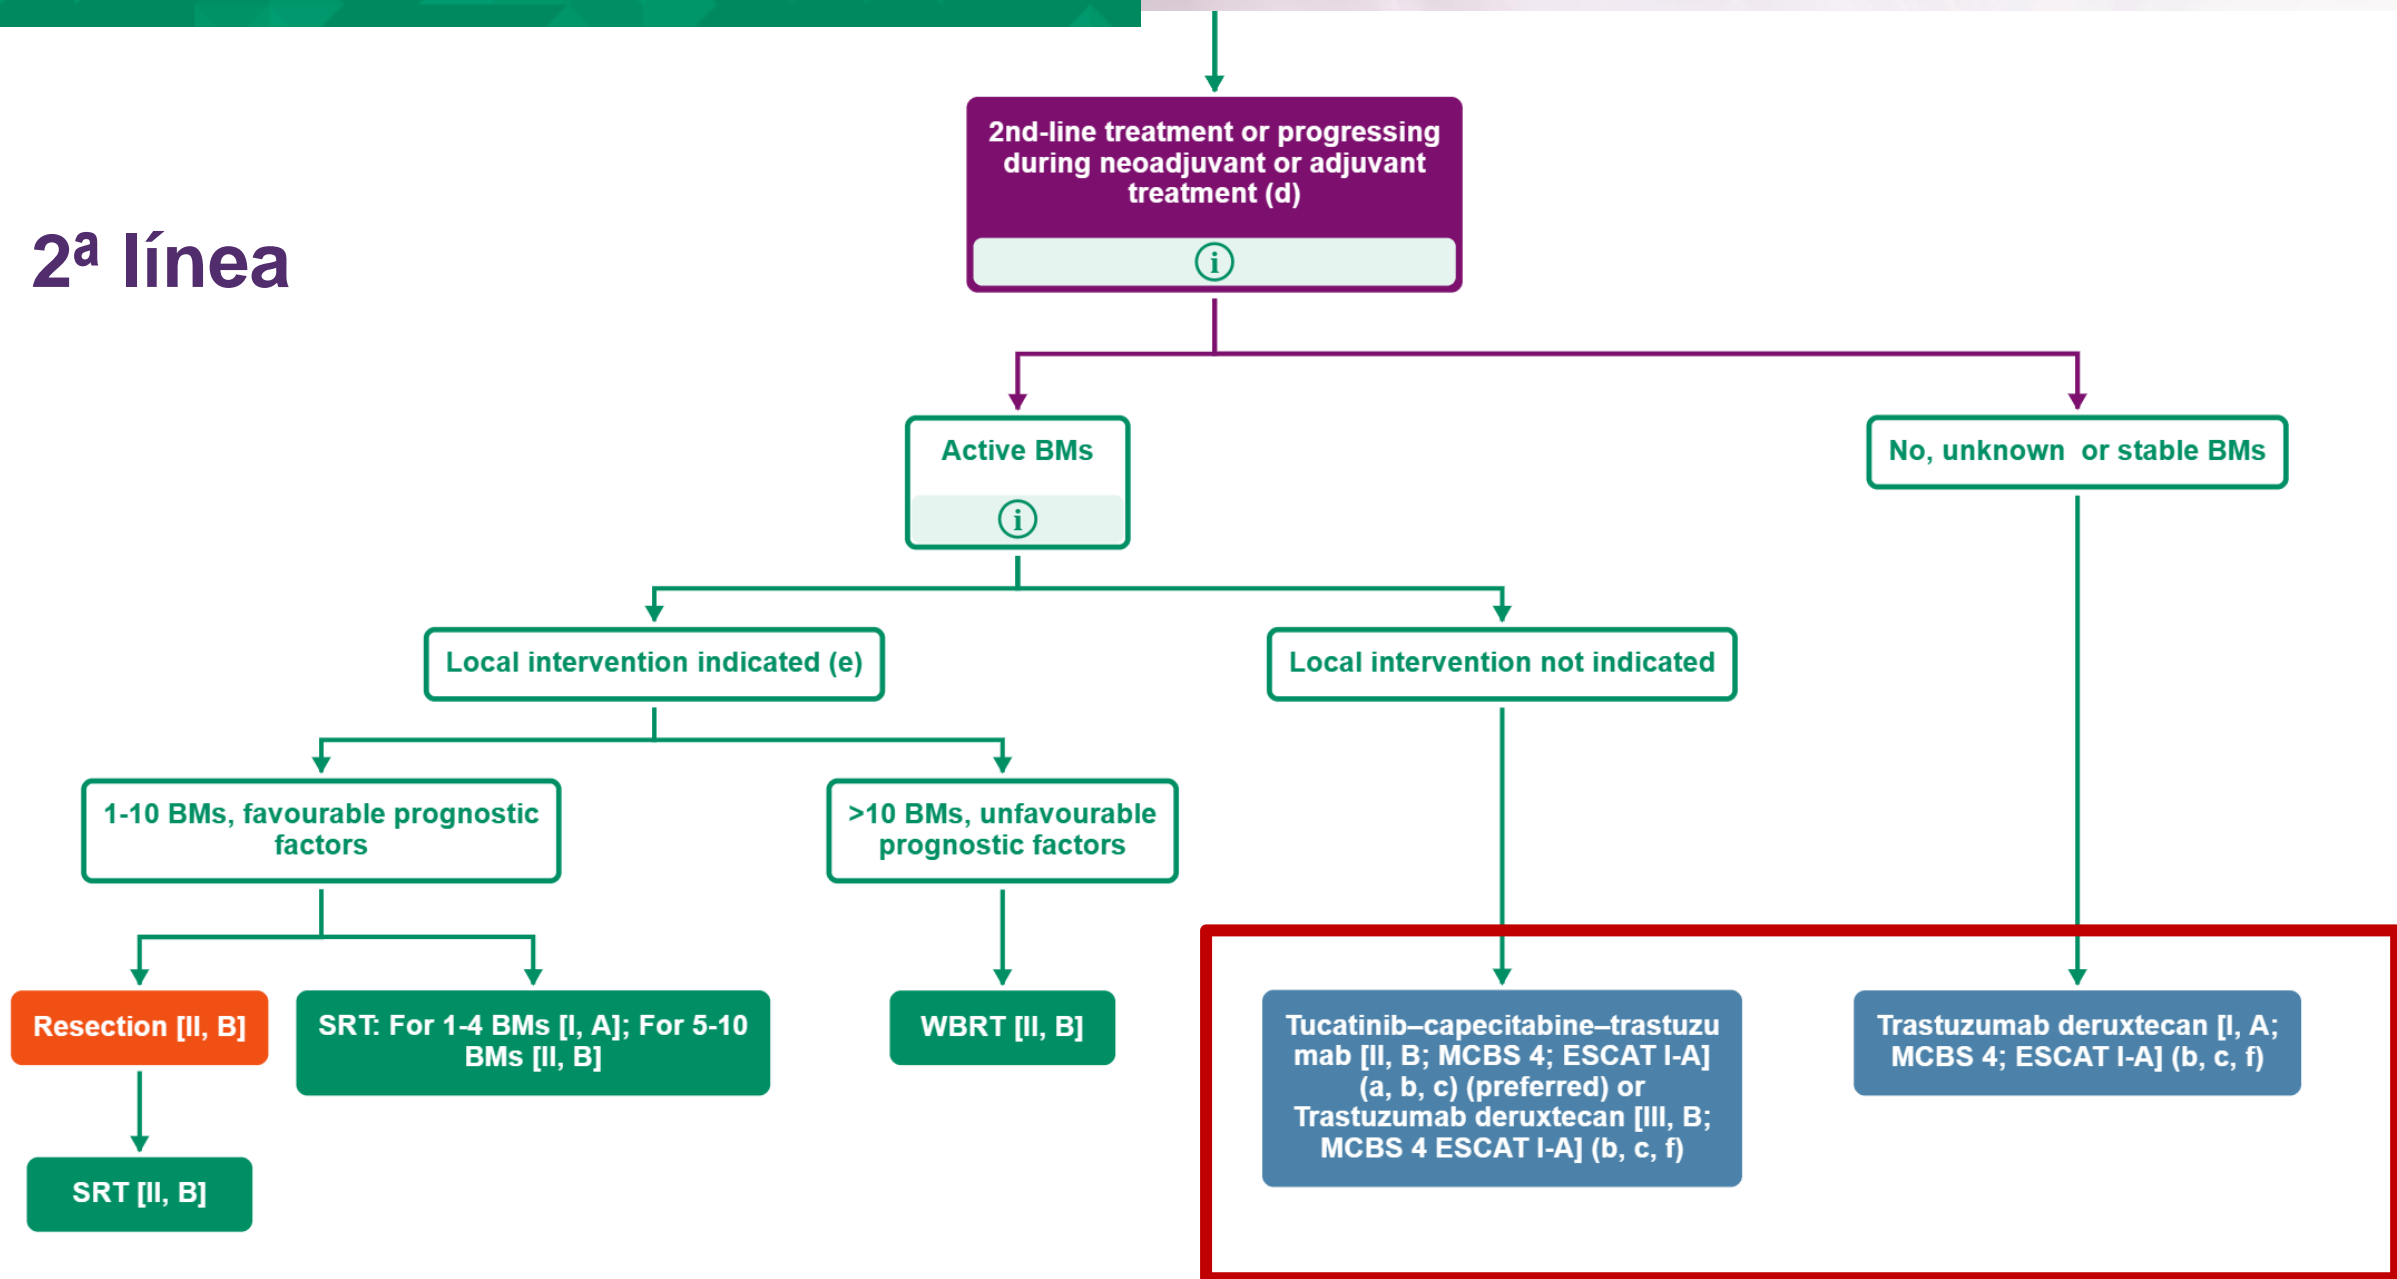 2ª línea
2nd-line treatment or progressing
during neoadjuvant or adjuvant
treatment (d)
i
Active BMs
i
No, unknown or stable BMs
Local intervention indicated (e)
Local intervention not indicated
1-10 BMs, favourable prognostic
factors
>10 BMs, unfavourable
prognostic factors
Resection [II, B]
SRT: For 1-4 BMs [I, A]; For 5-10
BMs [II, B]
WBRT [II, B]
Tucatinib–capecitabine–trastuzu
mab [II, B; MCBS 4; ESCAT I-A]
(a, b, c) (preferred) or
Trastuzumab deruxtecan [III, B;
MCBS 4 ESCAT I-A] (b, c, f)
Trastuzumab deruxtecan [I, A;
MCBS 4; ESCAT I-A] (b, c, f)
SRT [II, B]